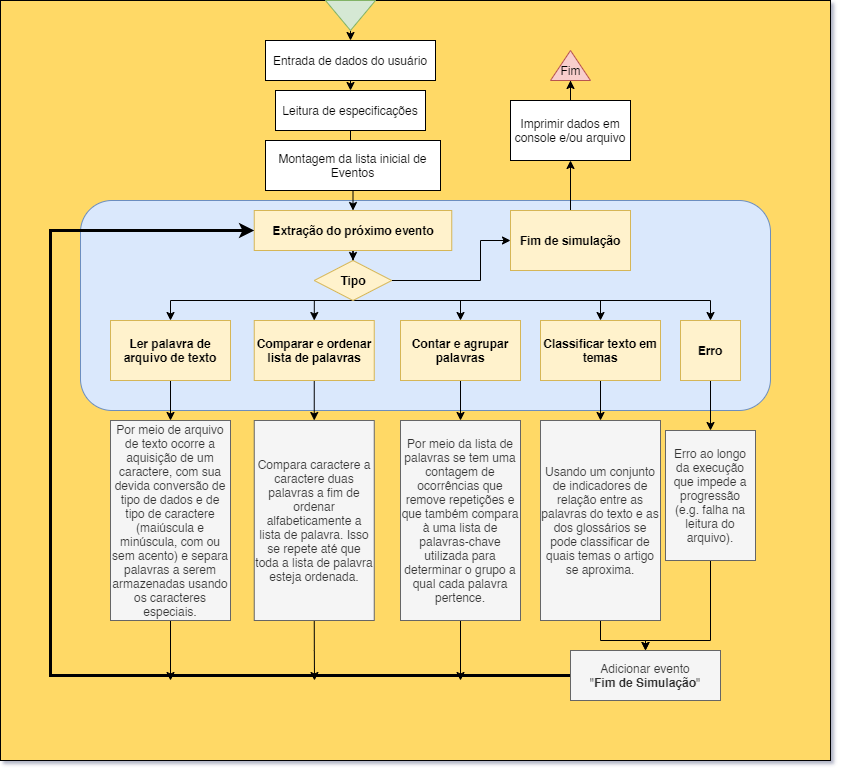 Entrada de dados do usuário
Leitura de especificações
Montagem da lista inicial de
Eventos
Fim
Imprimir dados em
console e/ou arquivo
Extração do próximo evento
Fim de simulação
Tipo
Ler palavra de
arquivo de texto
Comparar e ordenar
lista de palavras
Contar e agrupar
palavras
Classificar texto em
temas
Erro
Por meio de arquivo
de texto ocorre a
aquisição de um
caractere, com sua
devida conversão de
tipo de dados e de
tipo de caractere
(maiúscula e
minúscula, com ou
sem acento) e separa
palavras a serem
armazenadas usando
os caracteres
especiais.
Compara caractere a
caractere duas
palavras a fim de
ordenar
alfabeticamente a
lista de palavra. Isso
se repete até que
toda a lista de palavra
esteja ordenada.
Por meio da lista de
palavras se tem uma
contagem de
ocorrências que
remove repetições e
que também compara
à uma lista de
palavras-chave
utilizada para
determinar o grupo a
qual cada palavra
pertence.
Usando um conjunto
de indicadores de
relação entre as
palavras do texto e as
dos glossários se
pode classificar de
quais temas o artigo
se aproxima.
Erro ao longo
da execução
que impede a
progressão
(e.g. falha na
leitura do
arquivo).
Adicionar evento
"Fim de Simulação"